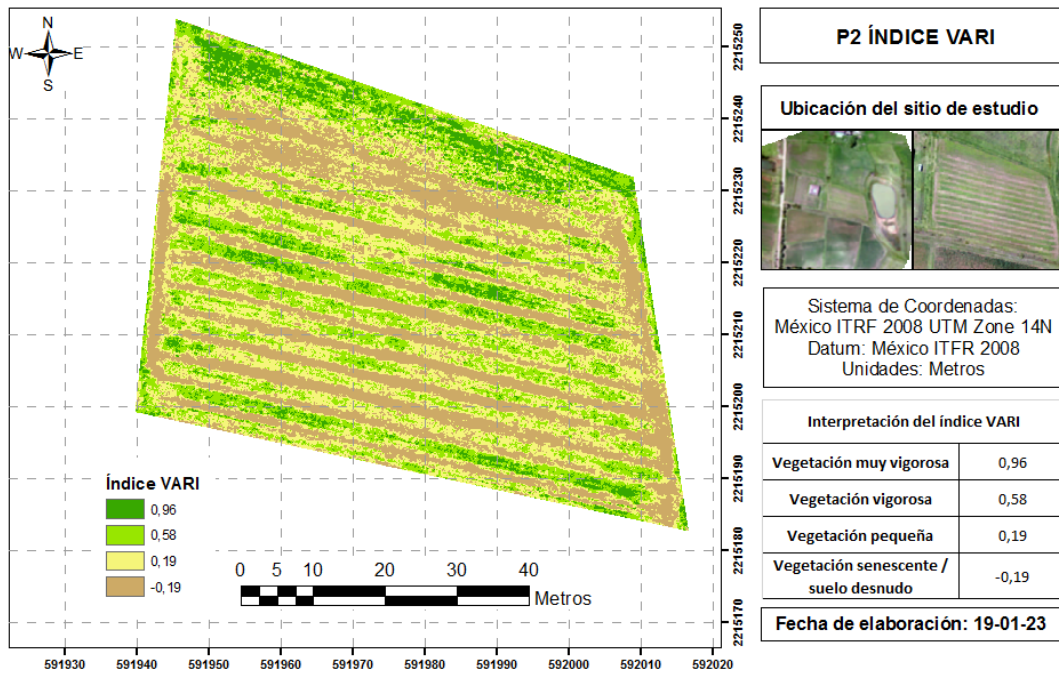 N
W E
S
Índice VARI
0,96
0,58
0,19
-0,19
0 5 10 20 30 40
Metros
591930 591940 591950 591960 591970 591980 591990 592000 592010 592020
2215250
2215240
2215230
2215220
2215210
2215200
2215190
2215180
2215170
P2 ÍNDICE VARI
Ubicación del sitio de estudio
Sistema de Coordenadas:
México ITRF 2008 UTM Zone 14N
Datum: México ITFR 2008
Unidades: Metros
Interpretación del índice VARI
Vegetación muy vigorosa 0,96
Vegetación vigorosa 0,58
Vegetación pequeña 0,19
Vegetación senescente /
suelo desnudo -0,19
Fecha de elaboración: 19-01-23